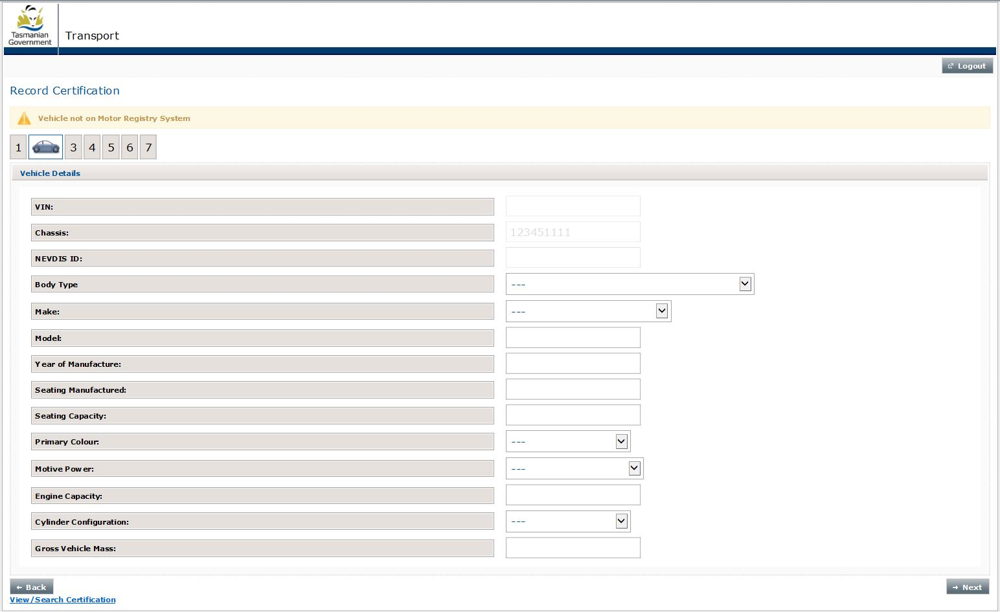 Tasmanian
Government
Transport
Logout
Record Certification
Vehicle not on Motor Registry System
1 3 4 5 6 7
Vehicle Details
VIN:
Chassis: 123451111
NEVDIS ID:
Body Type ---
Make: ---
Model:
Year of Manufacture:
Seating Manufactured:
Seating Capacity:
Primary Colour: ---
Motive Power: ---
Engine Capacity:
Cylinder Configuration: ---
Gross Vehicle Mass:
← Back → Next
View/Search Certification